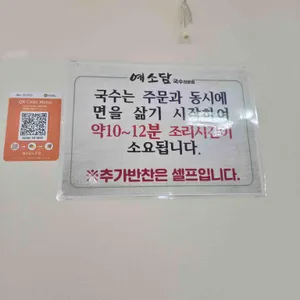 예소담 국수
국수는 주문과 동시에
면을 삶기 시작하여
약10~12분 조리시간이
소요됩니다.
※추가반찬은 셀프입니다.